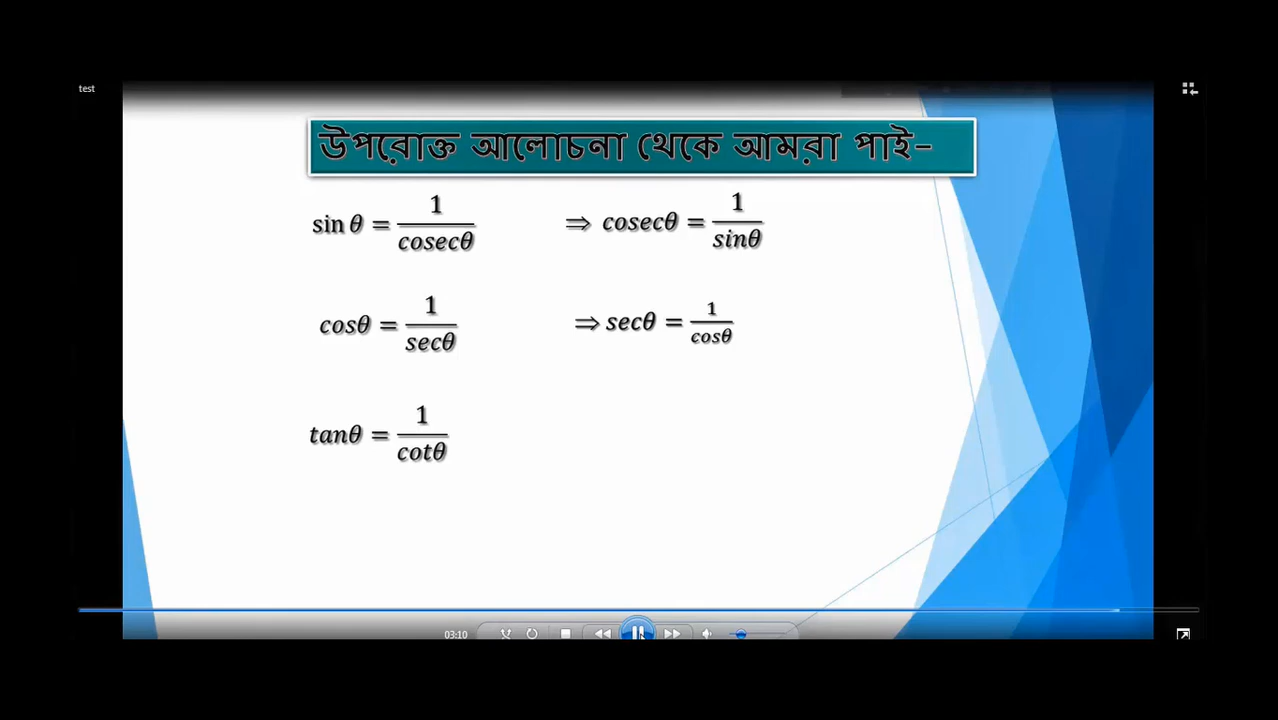 test
উপরোক্ত আলোচনা থেকে আমরা পাই-
sin θ = 1/cosecθ ⇒ cosecθ = 1/sinθ
cosθ = 1/secθ ⇒ secθ = 1/cosθ
tanθ = 1/cotθ
03:10